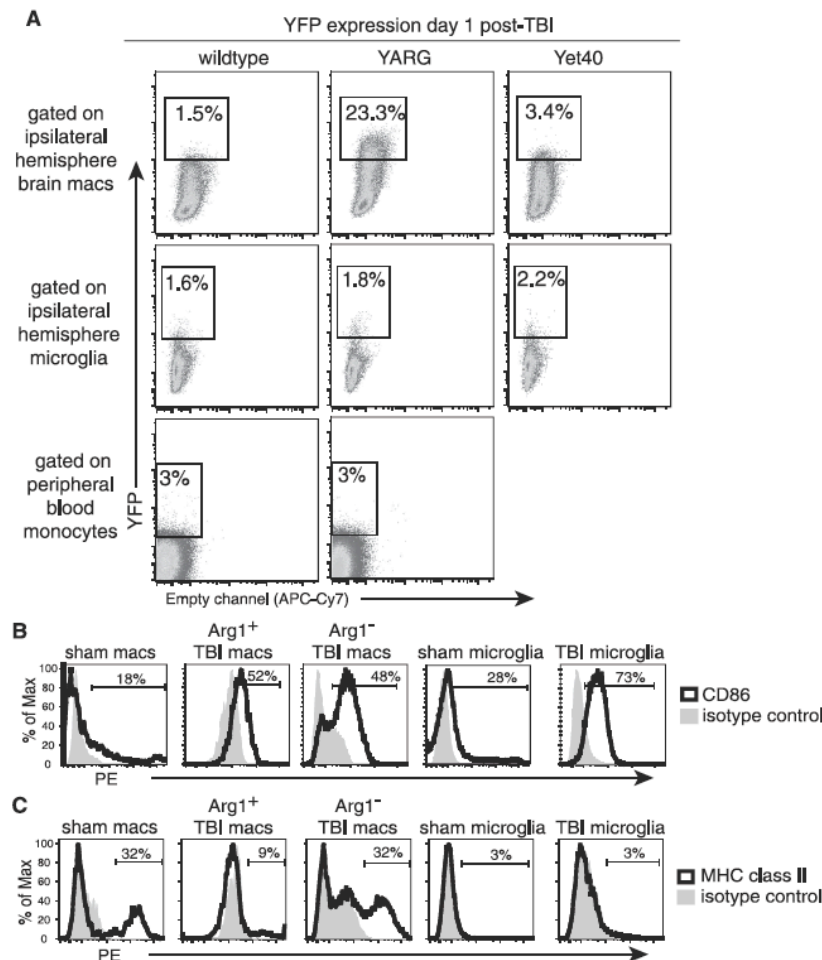 A
YFP expression day 1 post-TBI
wildtype YARG Yet40
gated on
ipsilateral
hemisphere
brain macs
1.5% 23.3% 3.4%
gated on
ipsilateral
hemisphere
microglia
1.6% 1.8% 2.2%
gated on
peripheral
blood
monocytes
3% 3%
YFP
Empty channel (APC-Cy7)
B
sham macs
Arg1+
TBI macs
Arg1-
TBI macs
sham microglia
TBI microglia
% of Max
100
80
60
40
20
0
18% 52% 48% 28% 73%
CD86
isotype control
PE
C
sham macs
Arg1+
TBI macs
Arg1-
TBI macs
sham microglia
TBI microglia
% of Max
100
80
60
40
20
0
32% 9% 32% 3% 3%
MHC class II
isotype control
PE